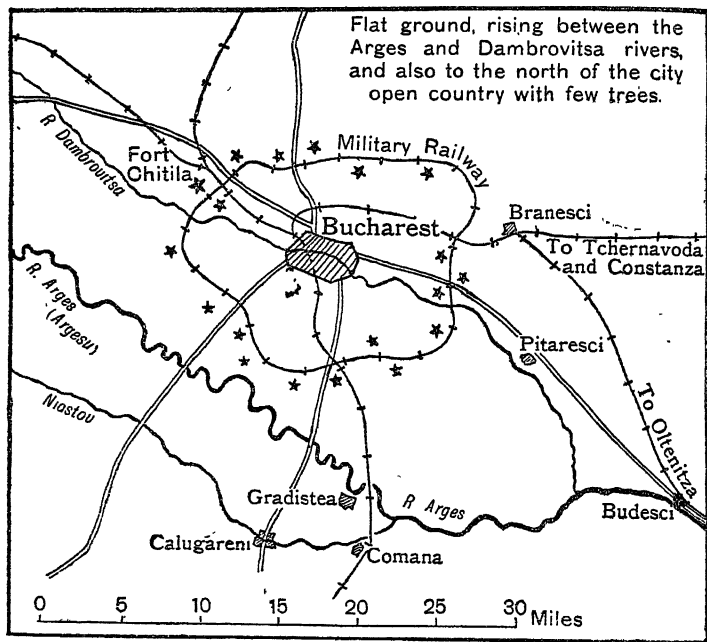 Flat ground, rising between the
Arges and Dambrovitsa rivers,
and also to the north of the city
open country with few trees.
R Dambrouitsa
Fort
Chitila
Military Railway
Bucharest
Branesci
To Tchernavoda
and Constanza
R. Arges
(Argesu)
Pitaresci
Niastou
To Oltenitza
Gradistea
R Arges
Budesci
Calugareni
Comana
0 5 10 15 20 25 30 Miles